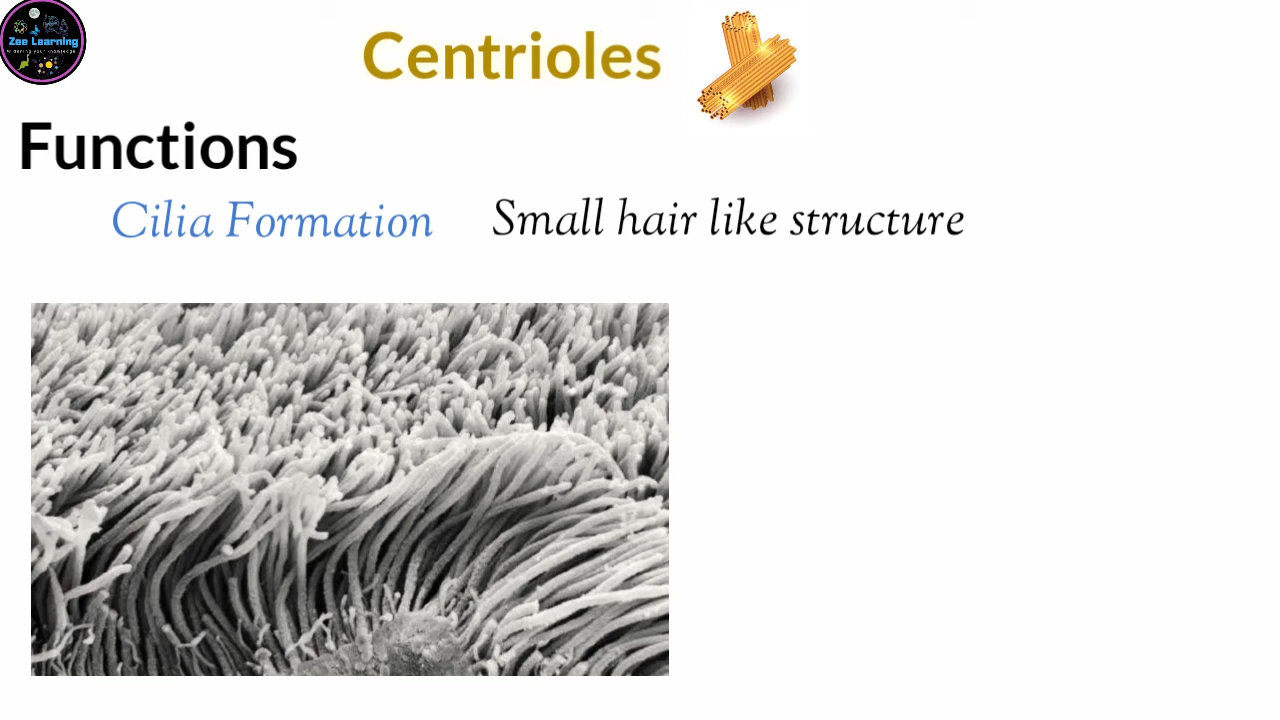 Zee Learning
Centrioles
Functions
Cilia Formation
Small hair like structure